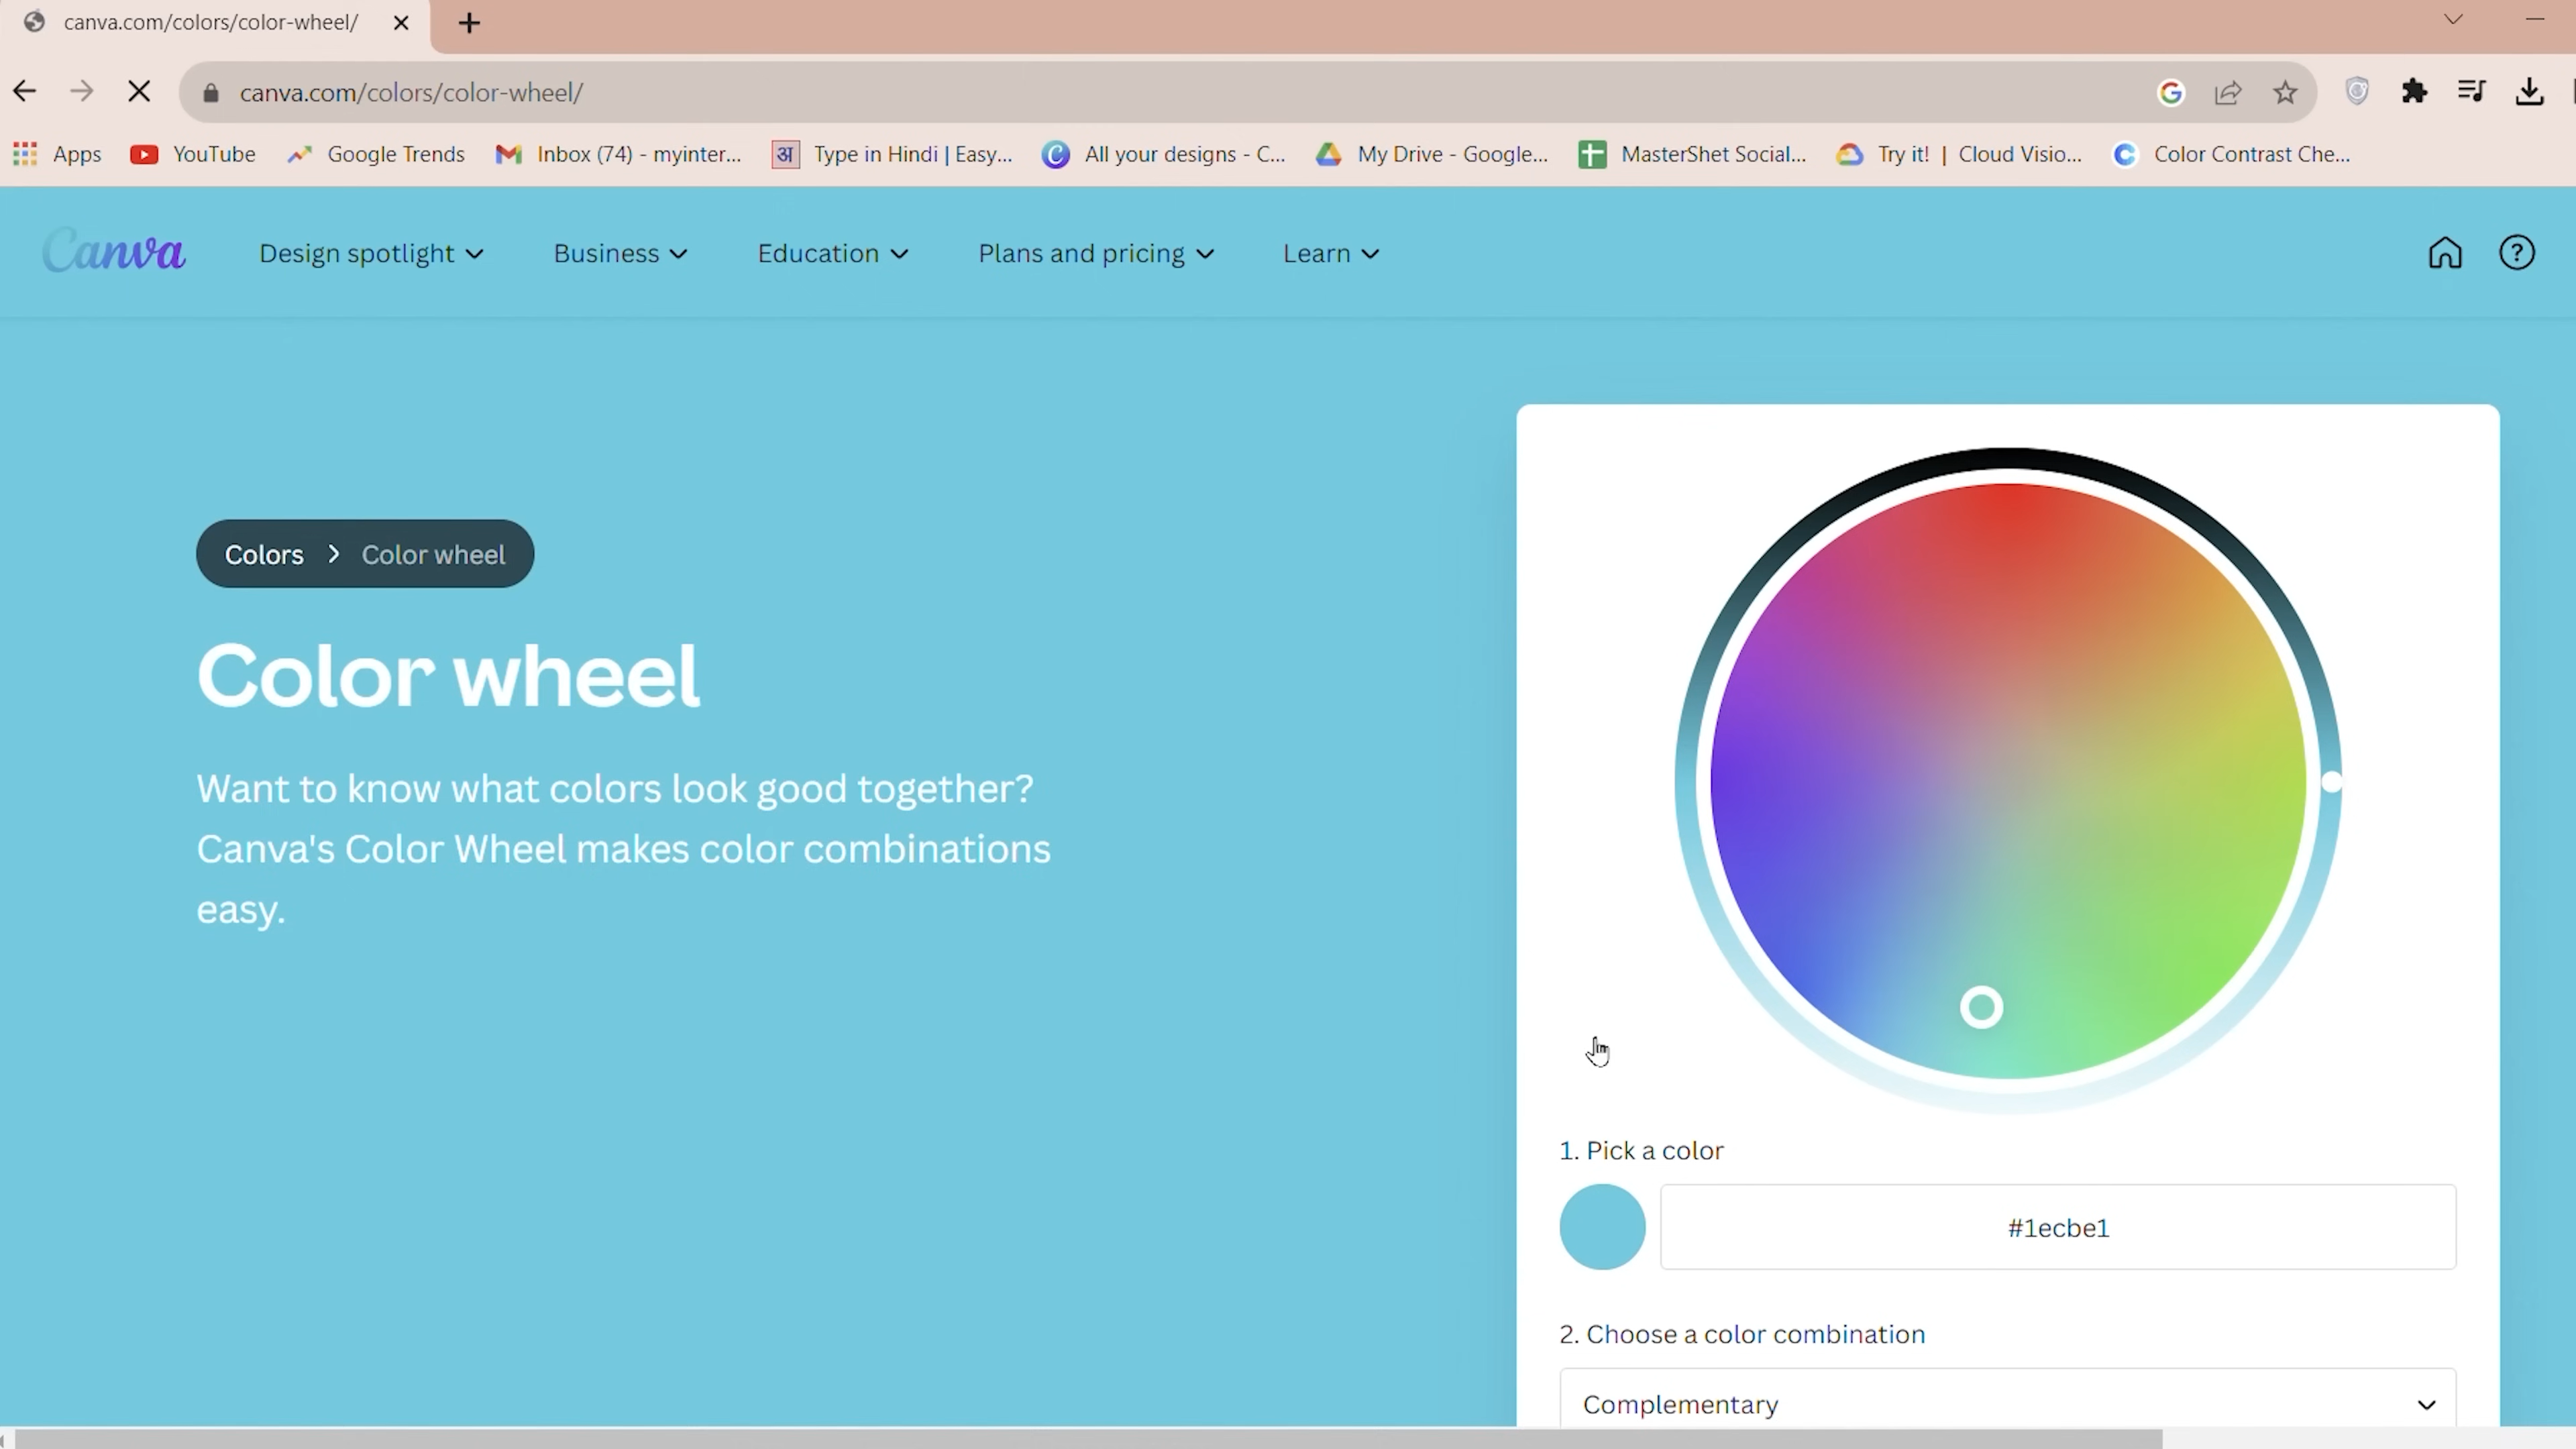 canva.com/colors/color-wheel/
canva.com/colors/color-wheel/
Apps YouTube Google Trends Inbox (74) - myinter... अ Type in Hindi | Easy... All your designs - C... My Drive - Google... MasterShet Social... Try it! | Cloud Visio... Color Contrast Che...
Canva Design spotlight Business Education Plans and pricing Learn
Colors > Color wheel
Color wheel
Want to know what colors look good together?
Canva's Color Wheel makes color combinations
easy.
1. Pick a color
#1ecbe1
2. Choose a color combination
Complementary